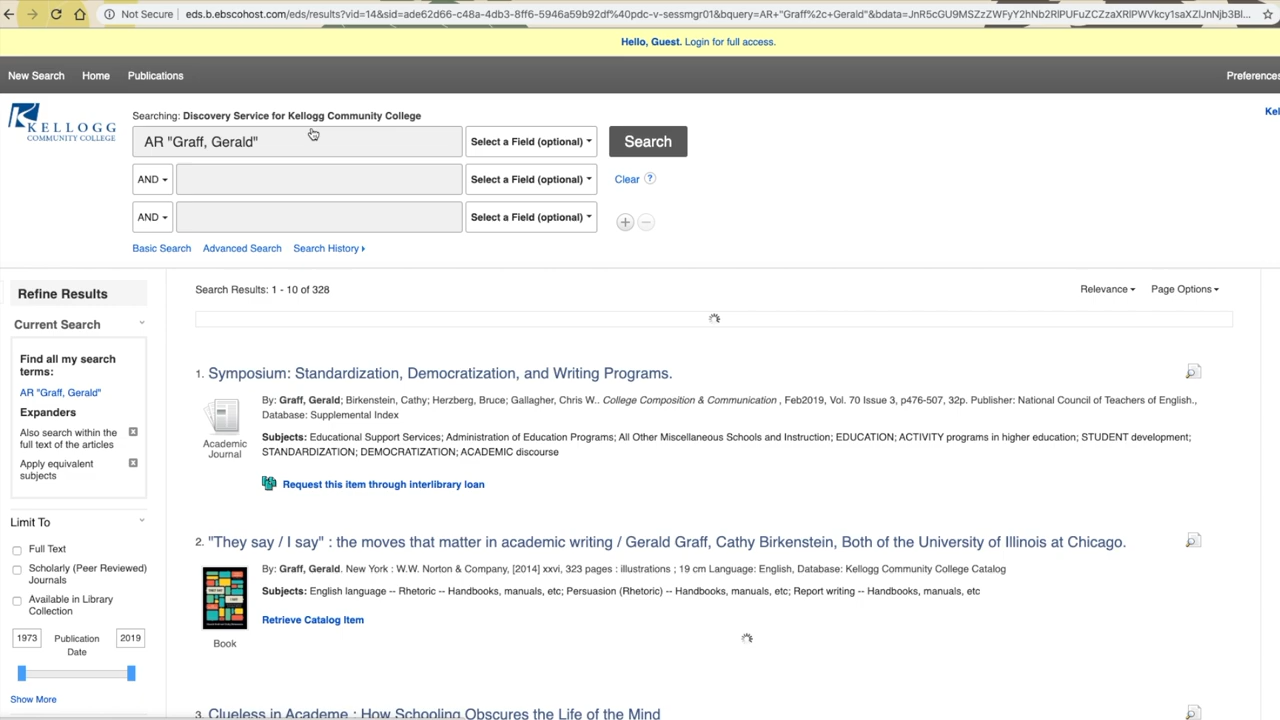 Not Secure
eds.b.ebscohost.com/eds/results?vid=14&sid=ade62d66-c48a-4db3-8ff6-5946a59b92df%40pdc-v-sessmgr01&bquery=AR+"Graff%2c+Gerald"&bdata=
Hello, Guest. Login for full access.
New Search Home Publications Preferences
KELLOGG
COMMUNITY COLLEGE
Searching: Discovery Service for Kellogg Community College
Kel
AR "Graff, Gerald" Select a Field (optional) Search
AND Select a Field (optional) Clear ?
AND Select a Field (optional)
Basic Search Advanced Search Search History
Refine Results
Current Search
Find all my search
terms:
AR "Graff, Gerald"
Expanders
Also search within the
full text of the articles
Apply equivalent
subjects
Limit To
Full Text
Scholarly (Peer Reviewed)
Journals
Available in Library
Collection
1973 Publication Date 2019
Show More
Search Results: 1 - 10 of 328 Relevance Page Options
1. Symposium: Standardization, Democratization, and Writing Programs.
By: Graff, Gerald; Birkenstein, Cathy; Herzberg, Bruce; Gallagher, Chris W.. College Composition & Communication , Feb2019, Vol. 70 Issue 3, p476-507, 32p. Publisher: National Council of Teachers of English.,
Database: Supplemental Index
Academic
Journal
Subjects: Educational Support Services; Administration of Education Programs; All Other Miscellaneous Schools and Instruction; EDUCATION; ACTIVITY programs in higher education; STUDENT development;
STANDARDIZATION; DEMOCRATIZATION; ACADEMIC discourse
Request this item through interlibrary loan
2. "They say / I say" : the moves that matter in academic writing / Gerald Graff, Cathy Birkenstein, Both of the University of Illinois at Chicago.
By: Graff, Gerald. New York : W.W. Norton & Company, [2014] xxvi, 323 pages : illustrations ; 19 cm Language: English, Database: Kellogg Community College Catalog
Subjects: English language -- Rhetoric -- Handbooks, manuals, etc; Persuasion (Rhetoric) -- Handbooks, manuals, etc; Report writing -- Handbooks, manuals, etc
Retrieve Catalog Item
Book
3. Clueless in Academe : How Schooling Obscures the Life of the Mind